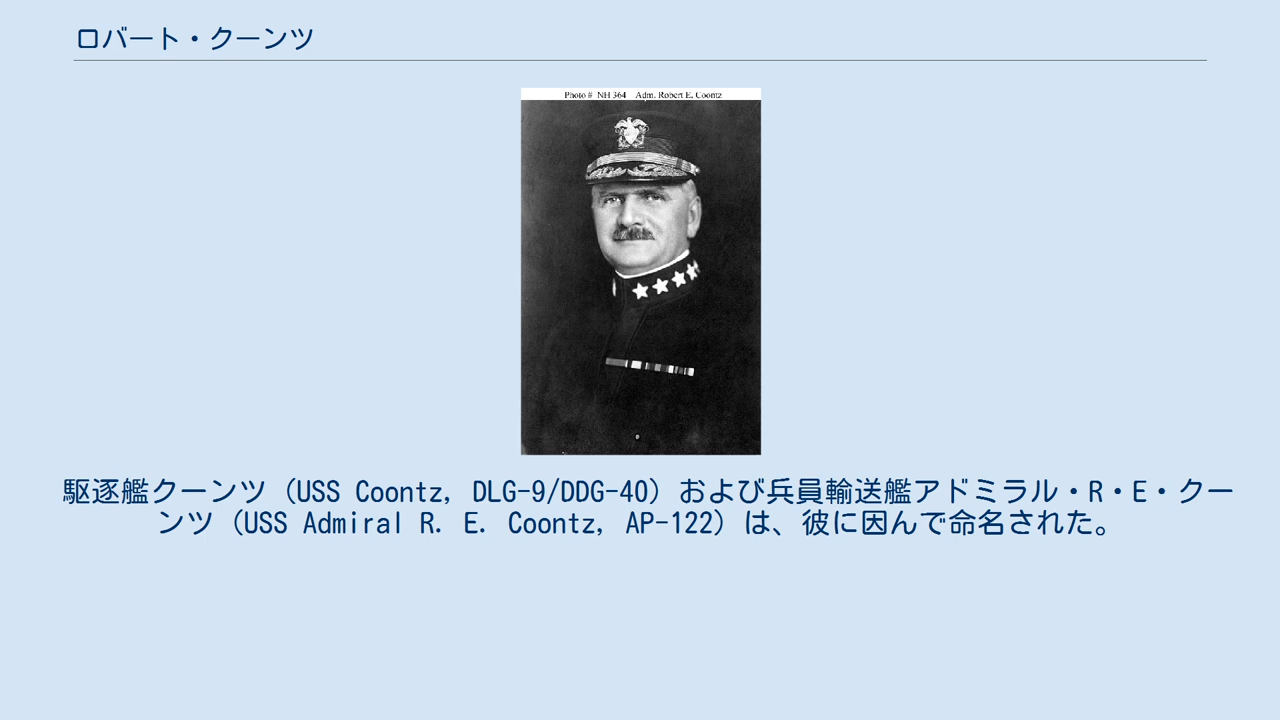 ロバート・クーンツ
Photo # NH 364 Adm. Robert E. Coontz
駆逐艦クーンツ（USS Coontz, DLG-9/DDG-40）および兵員輸送艦アドミラル・R・E・クー
ンツ（USS Admiral R. E. Coontz, AP-122）は、彼に因んで命名された。